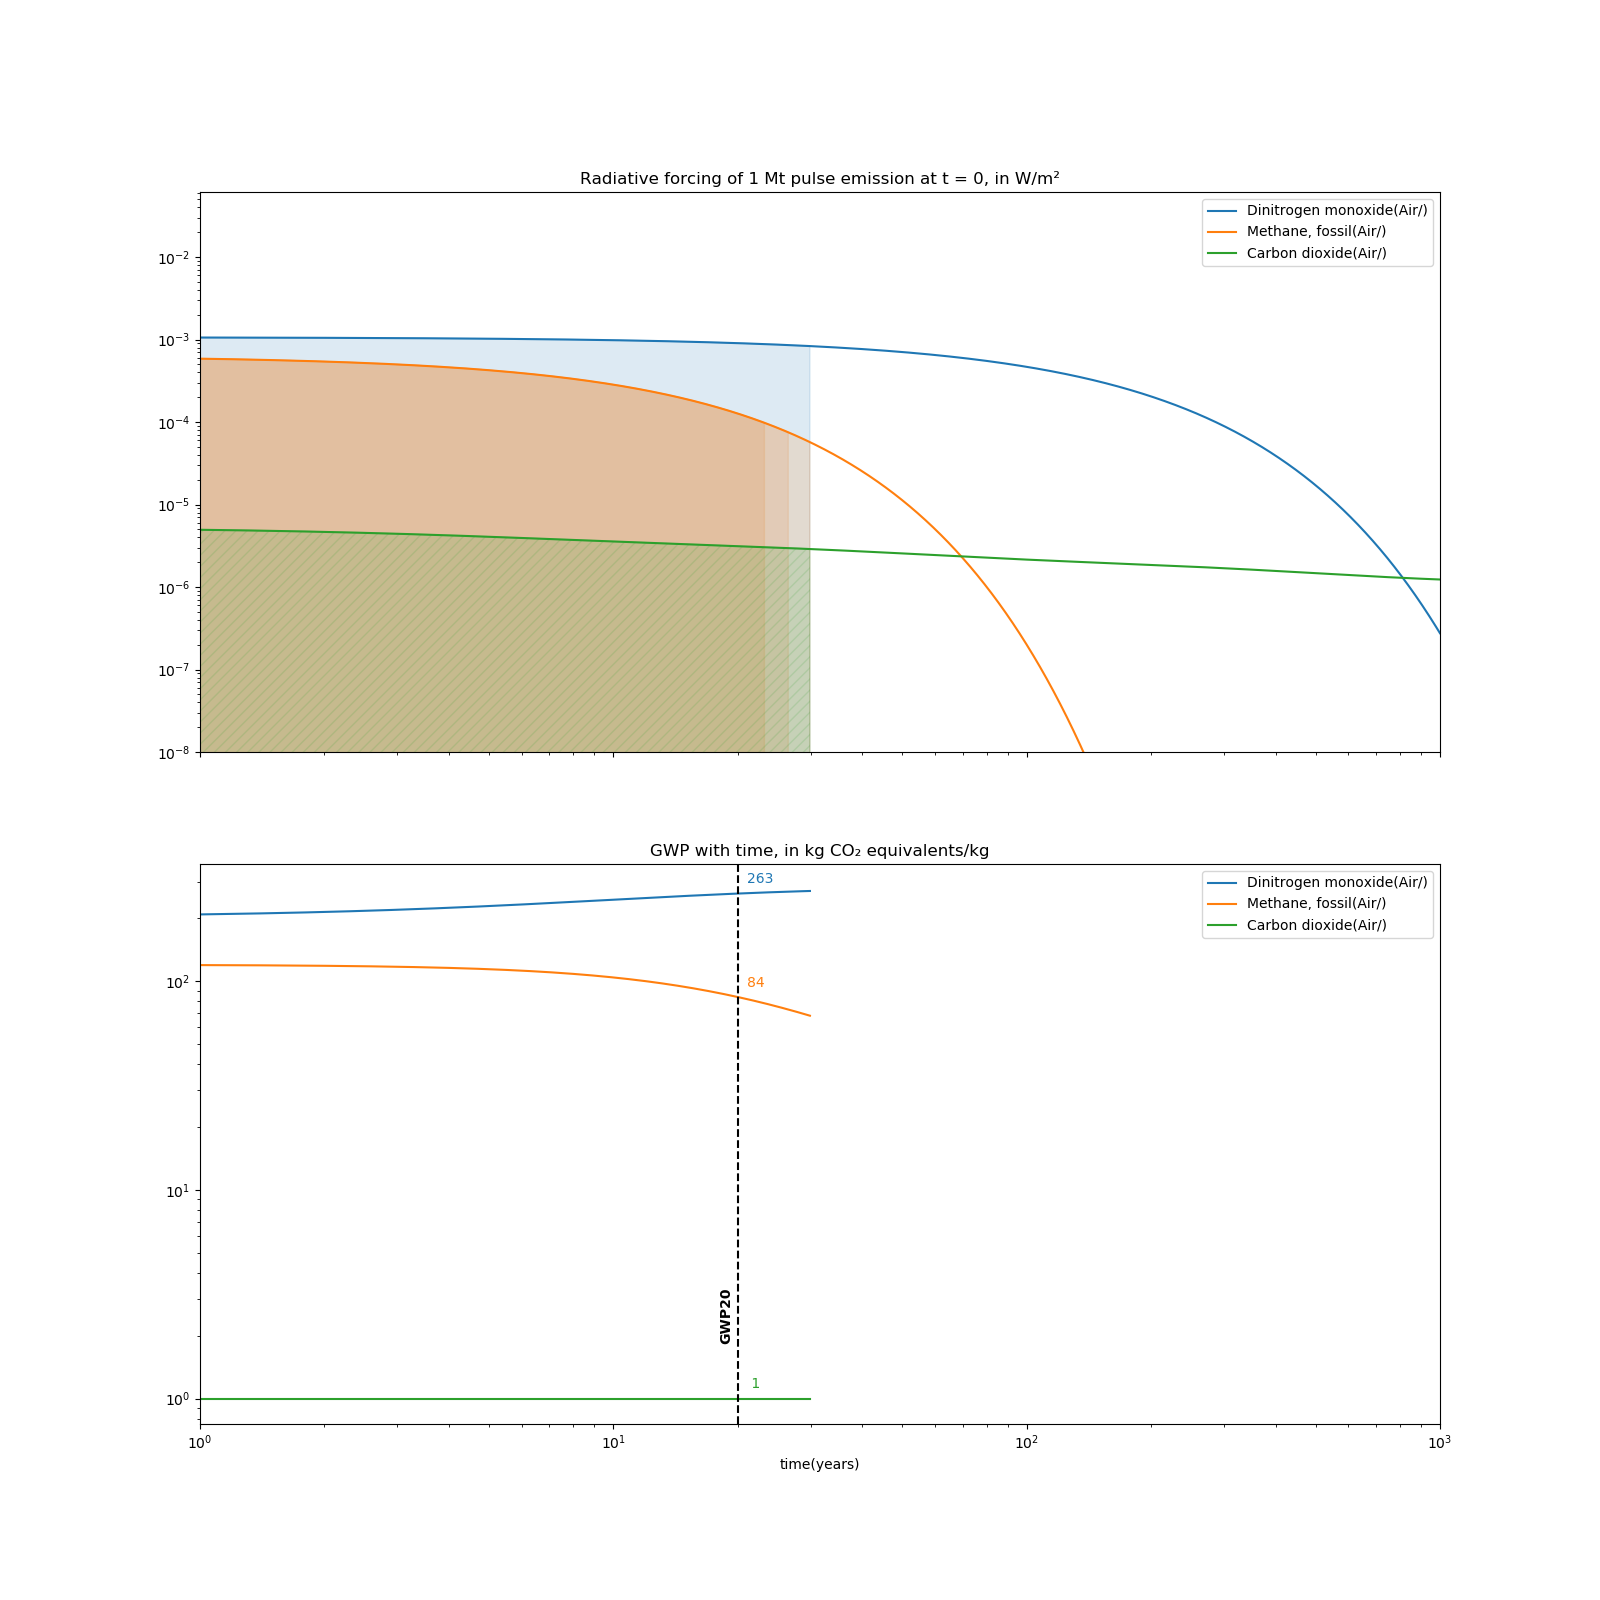 Radiative forcing of 1 Mt pulse emission at t = 0, in W/m²
Dinitrogen monoxide(Air/)
Methane, fossil(Air/)
Carbon dioxide(Air/)
10⁻²
10⁻³
10⁻⁴
10⁻⁵
10⁻⁶
10⁻⁷
10⁻⁸
GWP with time, in kg CO₂ equivalents/kg
263
Dinitrogen monoxide(Air/)
Methane, fossil(Air/)
Carbon dioxide(Air/)
84
10²
10¹
GWP20
1
10⁰
10⁰ 10¹ 10² 10³
time(years)